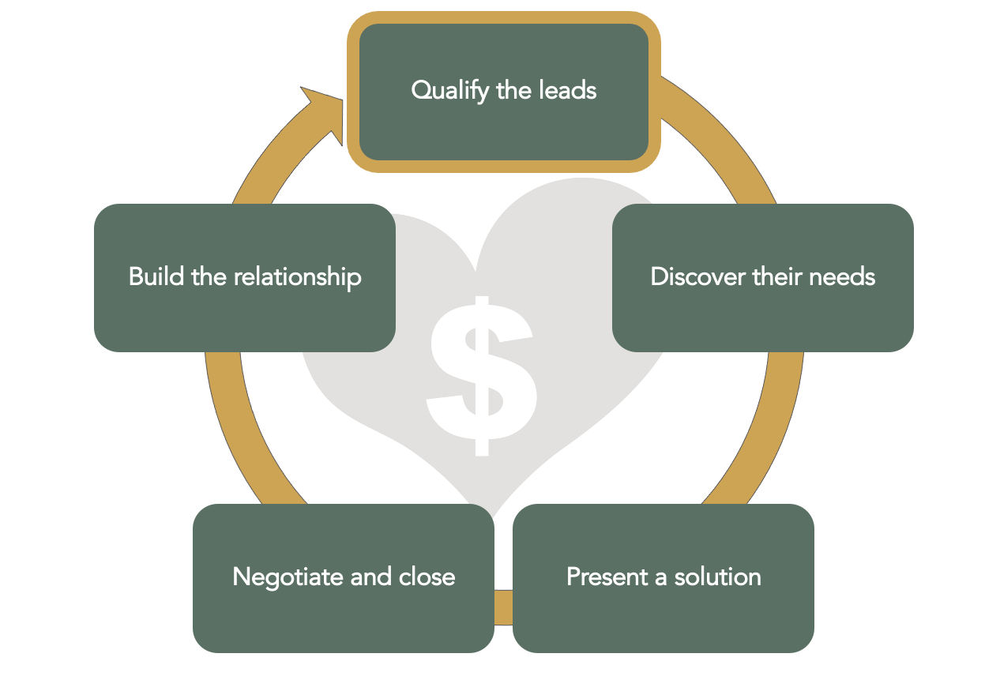 Qualify the leads
Build the relationship
Discover their needs
$
Negotiate and close
Present a solution